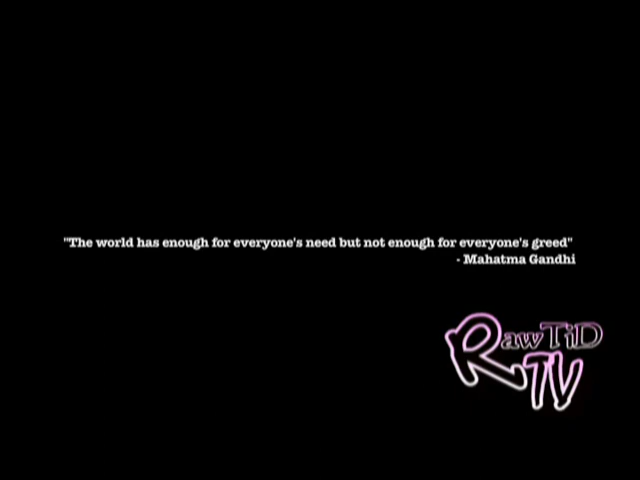 "The world has enough for everyone's need but not enough for everyone's greed"
- Mahatma Gandhi
RawTiD
TV